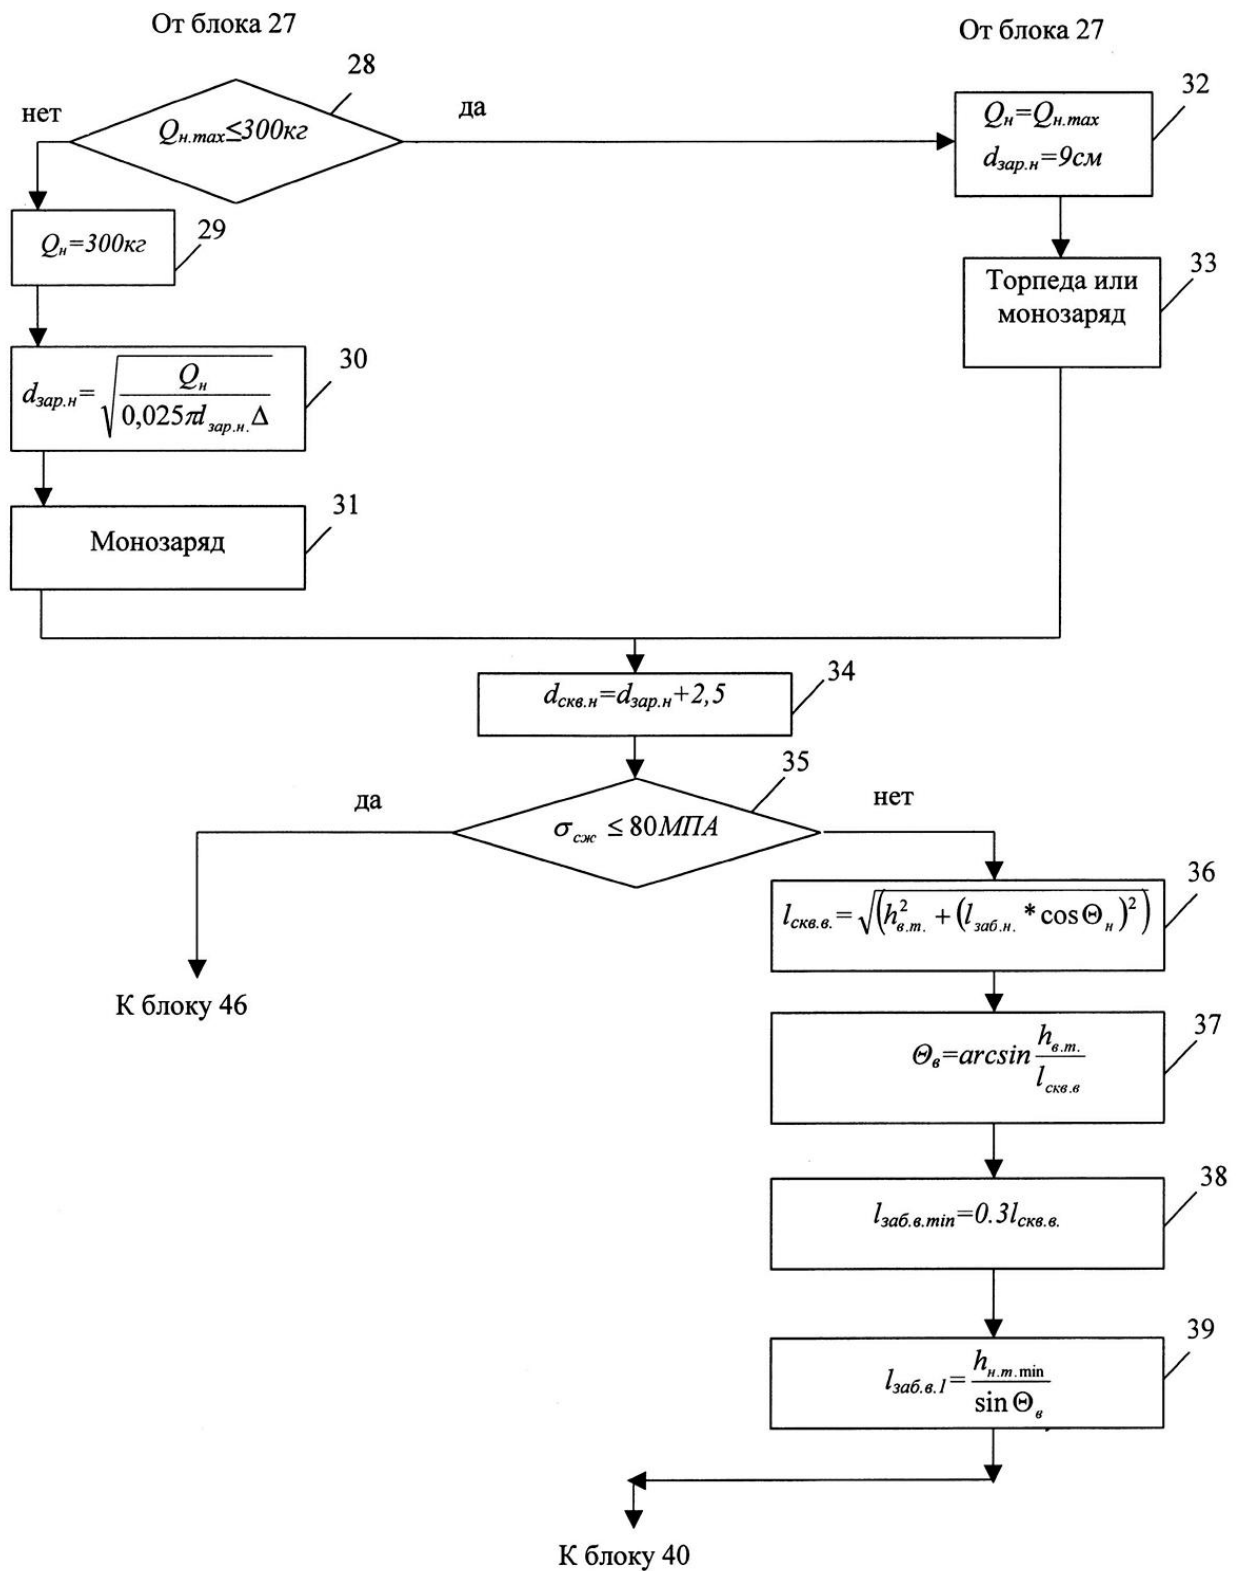 От блока 27
От блока 27
28
нет
да
Qн.max≤300кг
32
Qн=Qн.max
dзар.н=9см
29
Qн=300кг
33
Торпеда или
монозаряд
30
dзар.н=√(Qн/(0,025πdзар.н.Δ))
31
Монозаряд
34
dскв.н=dзар.н+2,5
35
да
нет
σсж ≤80МПА
36
lскв.в.=√(h²в.т. + (lзаб.н. *cosΘн)²)
К блоку 46
37
Θв=arcsin hв.т./lскв.в
38
lзаб.в.min=0.3lскв.в.
39
lзаб.в.1=hн.т.min/sinΘв
К блоку 40